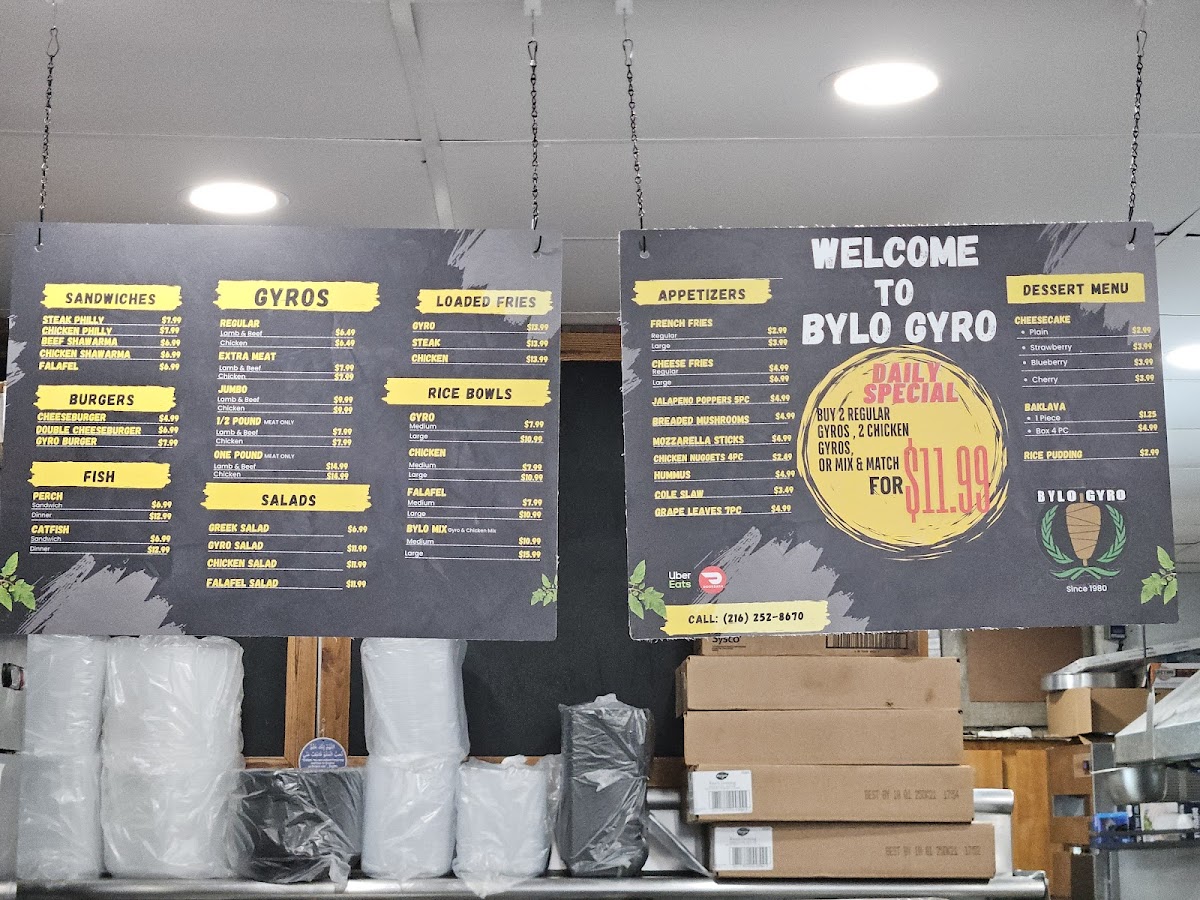 SANDWICHES
STEAK PHILLY $7.99
CHICKEN PHILLY $7.99
BEEF SHAWARMA $6.99
CHICKEN SHAWARMA $6.99
FALAFEL $6.99
BURGERS
CHEESEBURGER $4.99
DOUBLE CHEESEBURGER $6.99
GYRO BURGER $7.99
FISH
PERCH
Sandwich $6.99
Dinner $12.99
CATFISH
Sandwich $6.99
Dinner $12.99
GYROS
REGULAR
Lamb & Beef $6.49
Chicken $6.49
EXTRA MEAT
Lamb & Beef $7.99
Chicken $7.99
JUMBO
Lamb & Beef $9.99
Chicken $9.99
1/2 POUND MEAT ONLY
Lamb & Beef $7.99
Chicken $7.99
ONE POUND MEAT ONLY
Lamb & Beef $14.99
Chicken $14.99
SALADS
GREEK SALAD $6.99
GYRO SALAD $11.99
CHICKEN SALAD $11.99
FALAFEL SALAD $11.99
LOADED FRIES
GYRO $13.99
STEAK $13.99
CHICKEN $13.99
RICE BOWLS
GYRO
Medium $7.99
Large $10.99
CHICKEN
Medium $7.99
Large $10.99
FALAFEL
Medium $7.99
Large $10.99
BYLO MIX Gyro & Chicken Mix
Medium $10.99
Large $15.99
APPETIZERS
FRENCH FRIES
Regular $2.99
Large $3.99
CHEESE FRIES
Regular $4.99
Large $6.99
JALAPENO POPPERS 5PC $4.99
BREADED MUSHROOMS $4.99
MOZZARELLA STICKS $4.99
CHICKEN NUGGETS 4PC $2.49
HUMMUS $4.99
COLE SLAW $3.49
GRAPE LEAVES 7PC $4.99
Uber
Eats
CALL: (216) 252-8670
WELCOME
TO
BYLO GYRO
DAILY
SPECIAL
BUY 2 REGULAR
GYROS , 2 CHICKEN
GYROS,
OR MIX & MATCH
FOR $11.99
DESSERT MENU
CHEESECAKE
• Plain $2.99
• Strawberry $3.99
• Blueberry $3.99
• Cherry $3.99
BAKLAVA
• 1 Piece $1.25
• Box 4 PC $4.99
RICE PUDDING $2.99
BYLO GYRO
Since 1980
Sysco